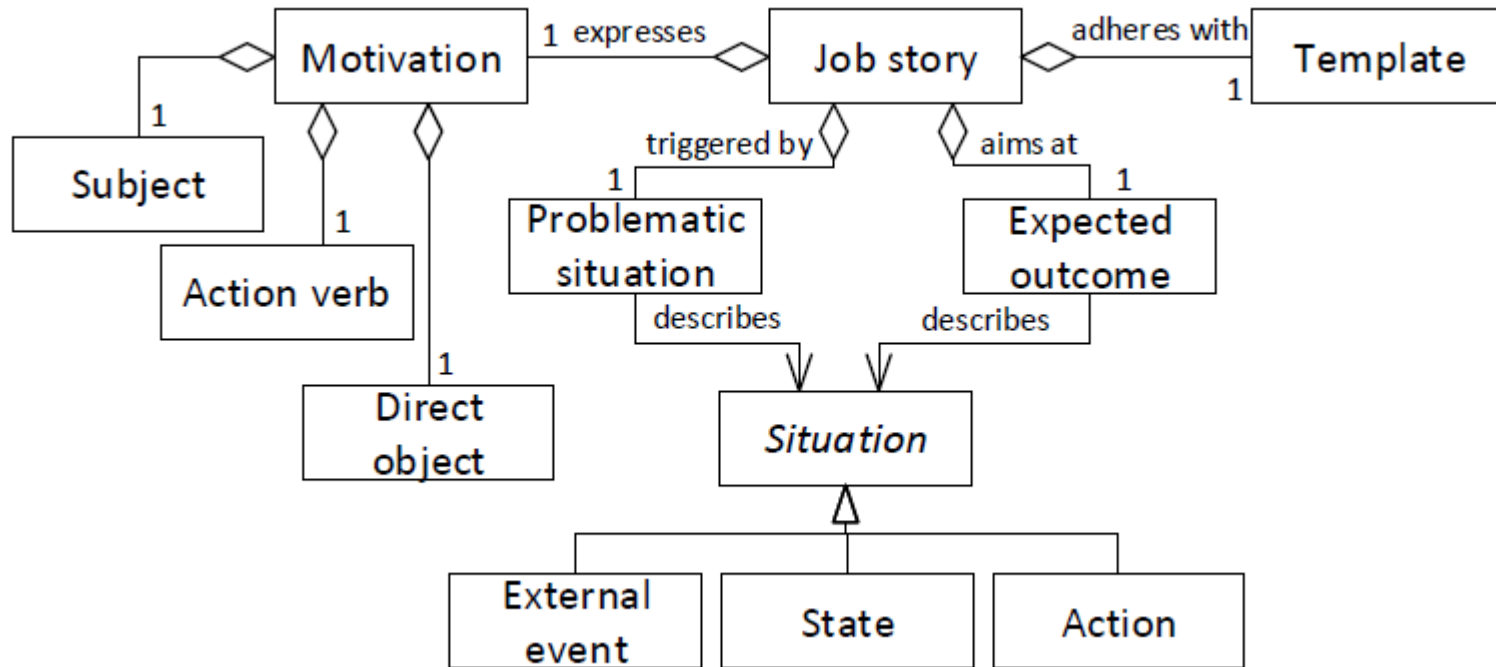 Motivation
1 expresses
Job story
adheres with
1
Template
1
Subject
triggered by
aims at
1
Problematic
situation
1
Expected
outcome
1
Action verb
describes
describes
1
Direct
object
Situation
External
event
State
Action